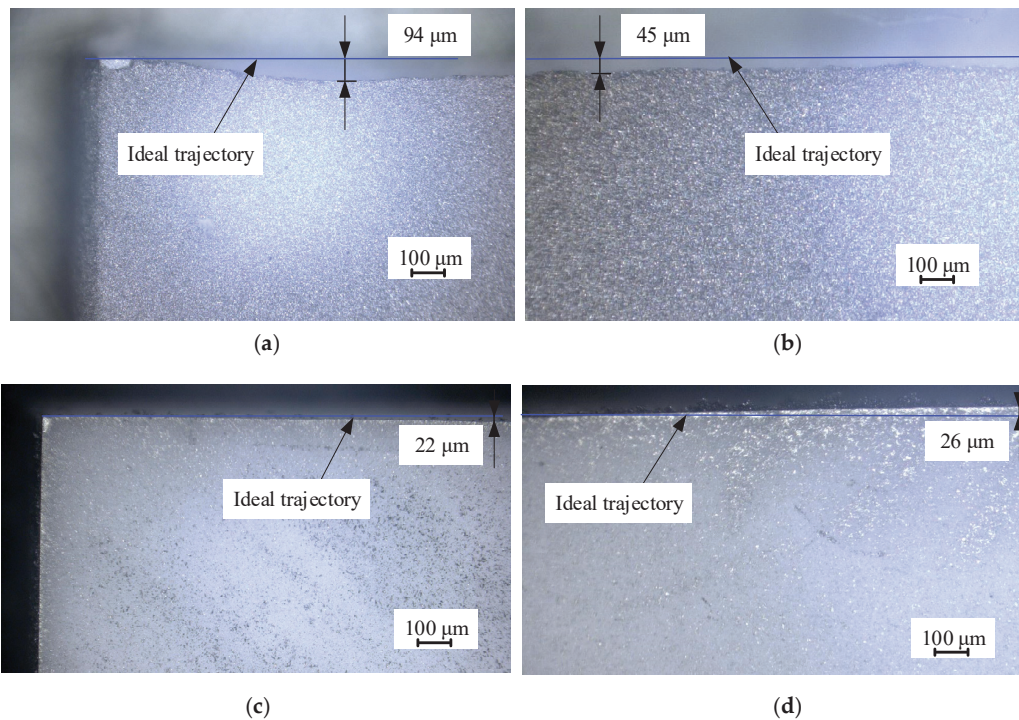 94 μm
Ideal trajectory
100 μm
(a)
45 μm
Ideal trajectory
100 μm
(b)
22 μm
Ideal trajectory
100 μm
(c)
26 μm
Ideal trajectory
100 μm
(d)